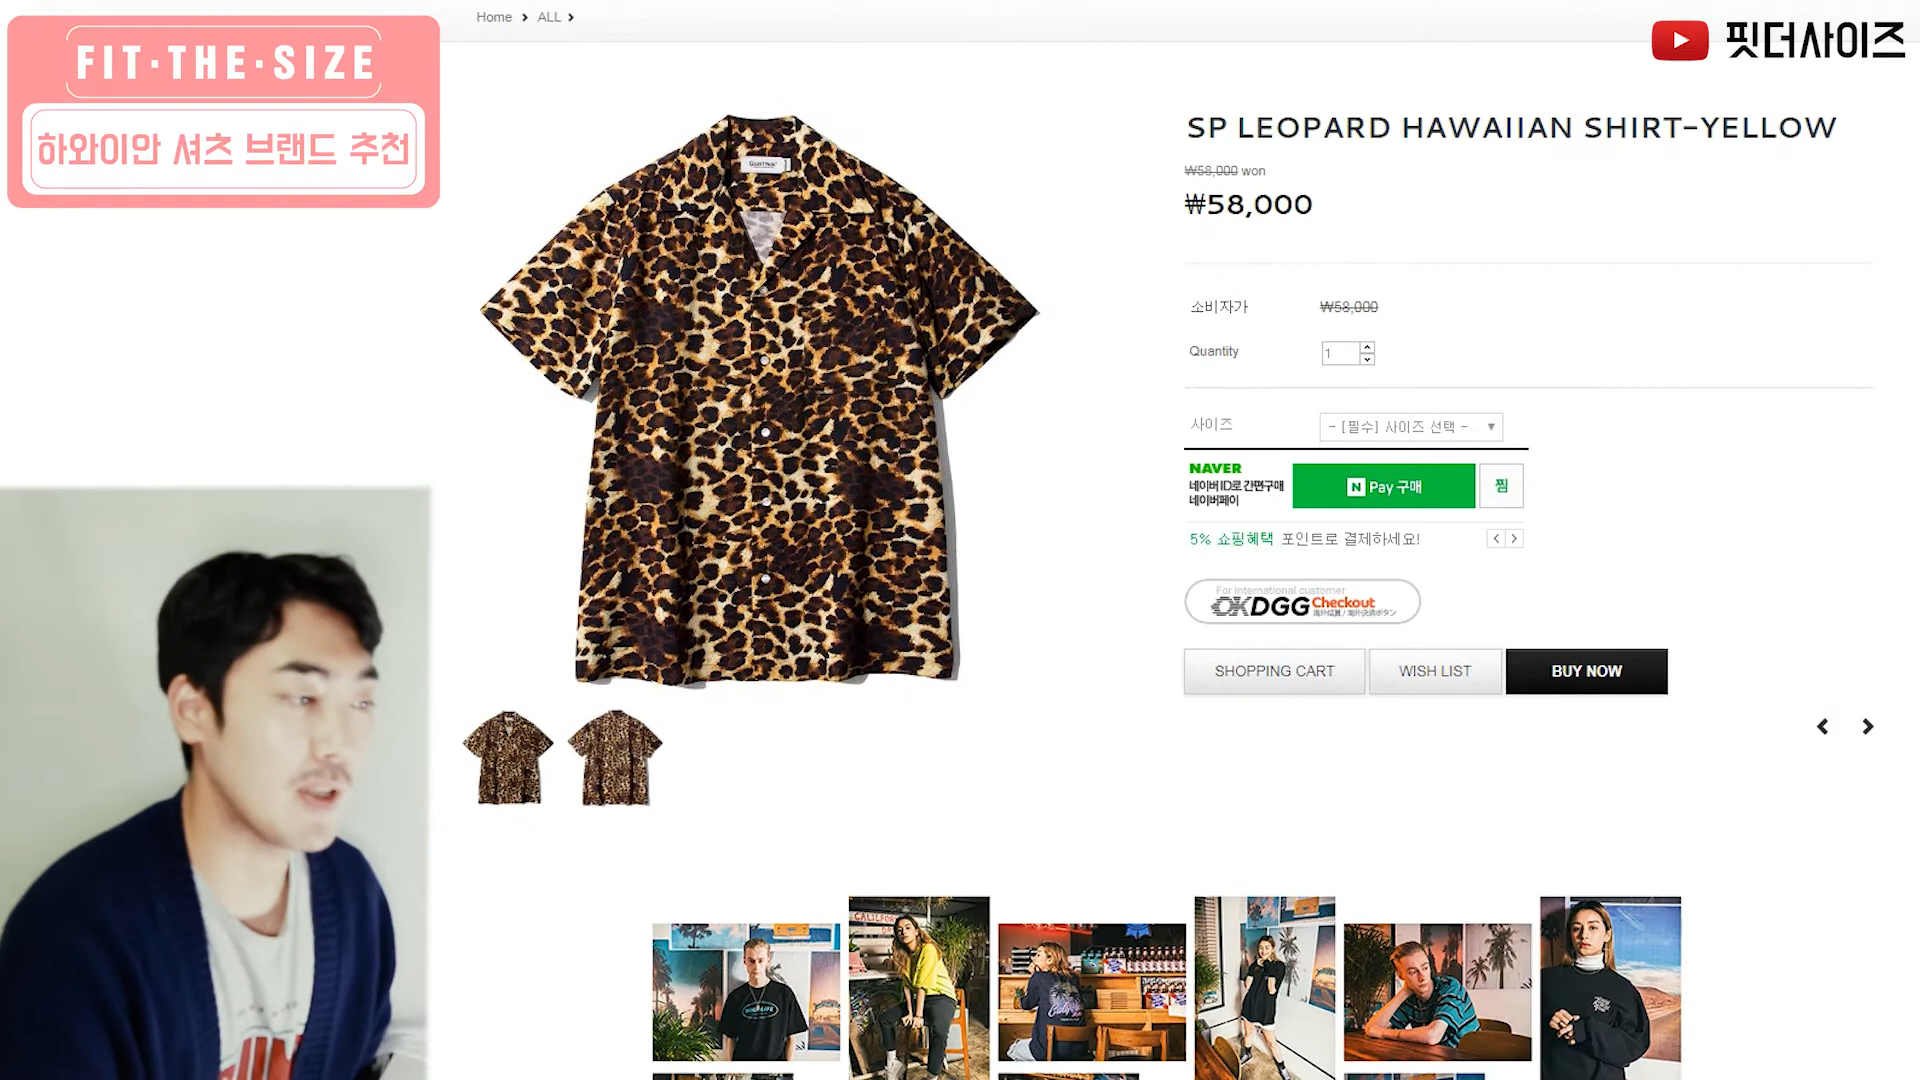 Home > ALL >
FIT·THE·SIZE
하와이안 셔츠 브랜드 추천
핏더사이즈
SP LEOPARD HAWAIIAN SHIRT-YELLOW
₩58,000 won
₩58,000
소비자가 ₩58,000
Quantity 1
사이즈 - [필수] 사이즈 선택 -
NAVER
네이버 ID로 간편구매
네이버페이
N Pay 구매
찜
5% 쇼핑혜택 포인트로 결제하세요!
For international customer
OKDGG Checkout
SHOPPING CART
WISH LIST
BUY NOW